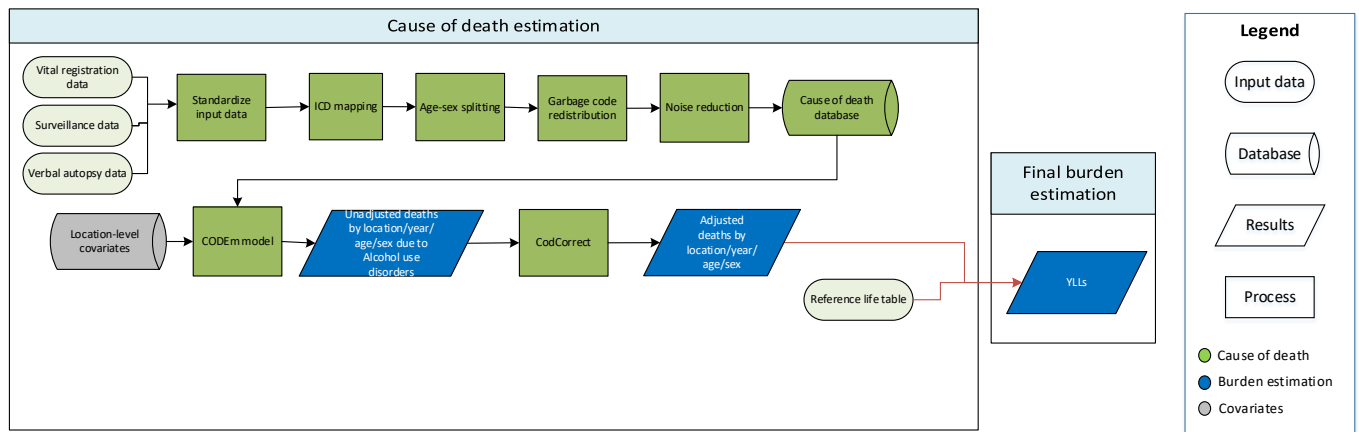 Cause of death estimation
Vital registration
data
Surveillance data
Verbal autopsy data
Standardize
input data
ICD mapping
Age-sex splitting
Garbage code
redistribution
Noise reduction
Cause of death
database
Location-level
covariates
CODEm model
Unadjusted deaths
by location/year/
age/sex due to
Alcohol use
disorders
CodCorrect
Adjusted
deaths by
location/year/
age/sex
Reference life table
Final burden
estimation
YLLs
Legend
Input data
Database
Results
Process
Cause of death
Burden estimation
Covariates